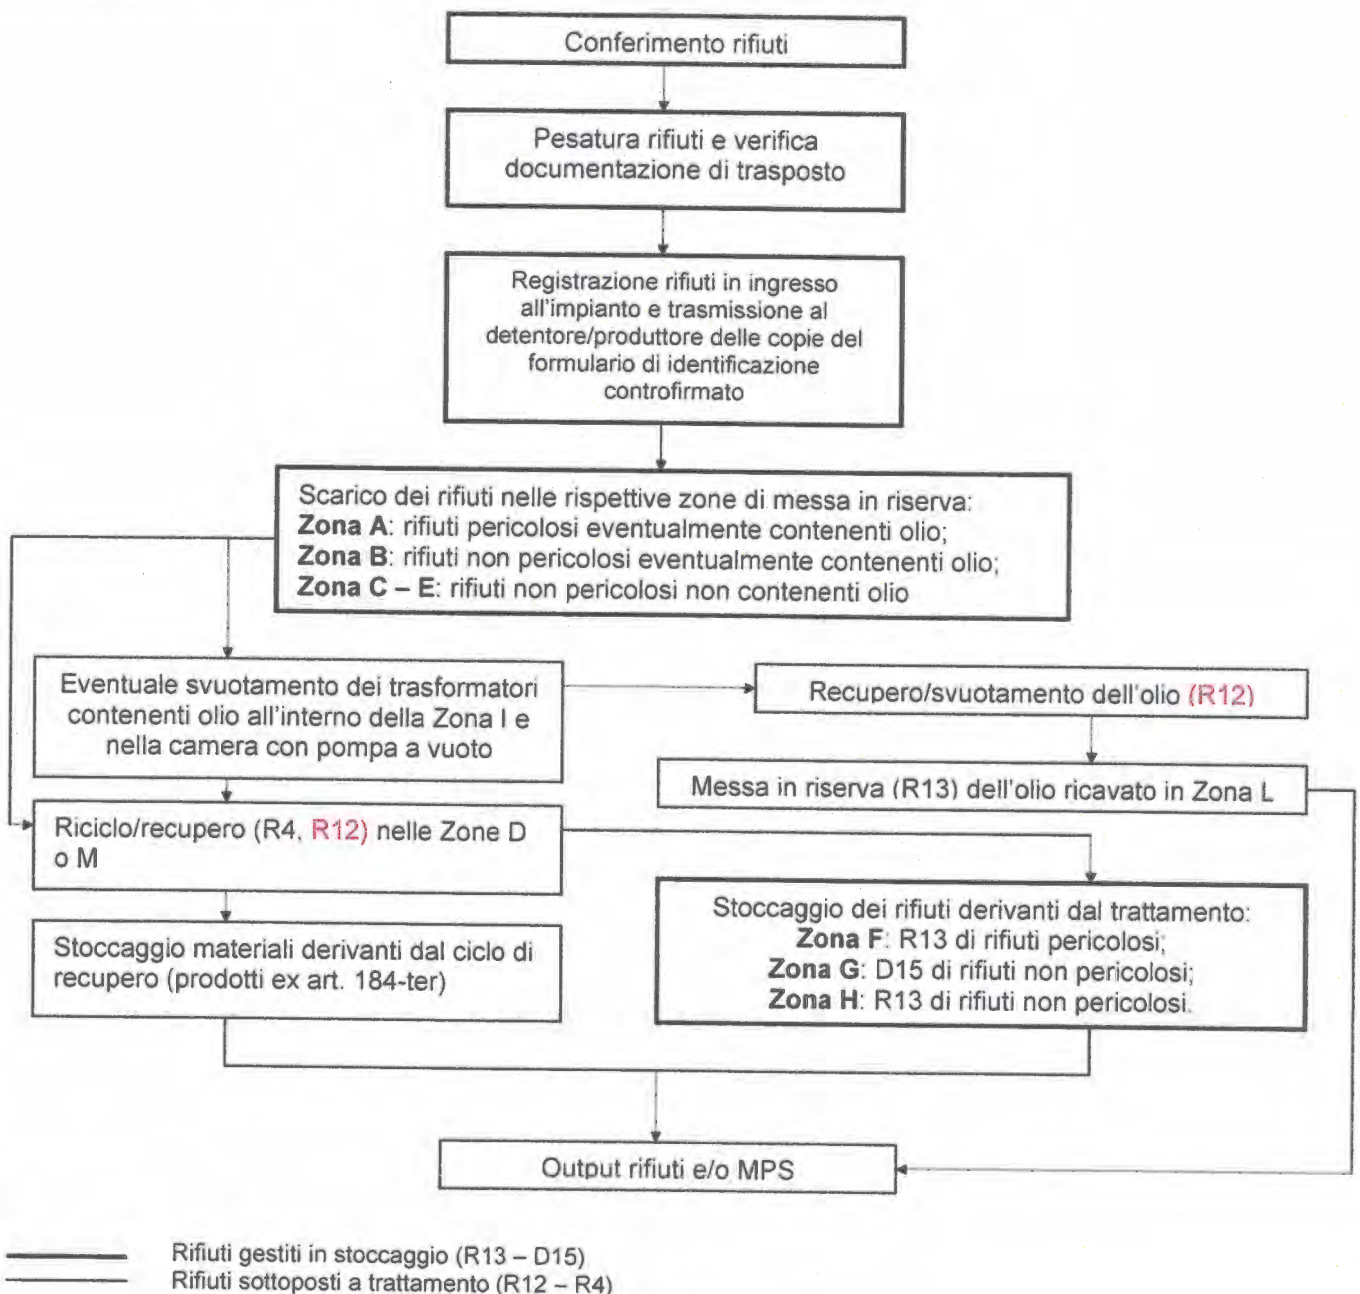 Conferimento rifiuti
Pesatura rifiuti e verifica
documentazione di trasposto
Registrazione rifiuti in ingresso
all'impianto e trasmissione al
detentore/produttore delle copie del
formulario di identificazione
controfirmato
Scarico dei rifiuti nelle rispettive zone di messa in riserva:
Zona A: rifiuti pericolosi eventualmente contenenti olio;
Zona B: rifiuti non pericolosi eventualmente contenenti olio;
Zona C – E: rifiuti non pericolosi non contenenti olio
Eventuale svuotamento dei trasformatori
contenenti olio all'interno della Zona I e
nella camera con pompa a vuoto
Recupero/svuotamento dell'olio (R12)
Messa in riserva (R13) dell'olio ricavato in Zona L
Riciclo/recupero (R4, R12) nelle Zone D
o M
Stoccaggio dei rifiuti derivanti dal trattamento:
Zona F: R13 di rifiuti pericolosi;
Zona G: D15 di rifiuti non pericolosi;
Zona H: R13 di rifiuti non pericolosi.
Stoccaggio materiali derivanti dal ciclo di
recupero (prodotti ex art. 184-ter)
Output rifiuti e/o MPS
Rifiuti gestiti in stoccaggio (R13 – D15)
Rifiuti sottoposti a trattamento (R12 – R4)